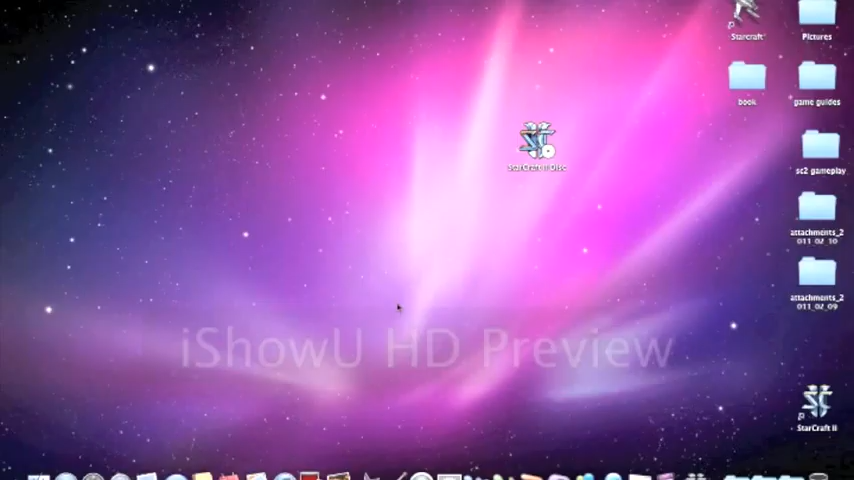 Starcraft
Pictures
book
game guides
StarCraft II Disc
sc2 gameplay
attachments_2
011_02_10
attachments_2
011_02_09
iShowU HD Preview
StarCraft II